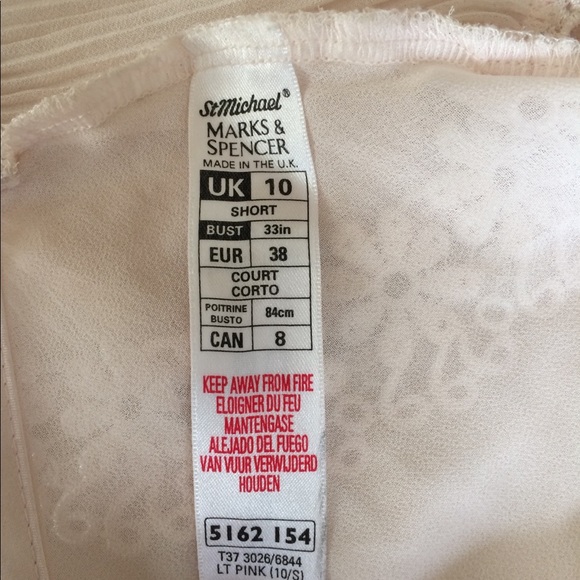 StMichael®
MARKS &
SPENCER
MADE IN THE U.K.
UK 10
SHORT
BUST 33in
EUR 38
COURT
CORTO
POITRINE
BUSTO 84cm
CAN 8
KEEP AWAY FROM FIRE
ELOIGNER DU FEU
MANTENGASE
ALEJADO DEL FUEGO
VAN VUUR VERWIJDERD
HOUDEN
5162 154
T37 3026/6844
LT PINK (10/S)